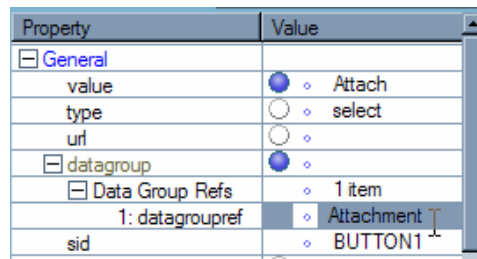 Property Value
General
value Attach
type select
url
datagroup
Data Group Refs 1 item
1: datagroupref Attachment
sid BUTTON1